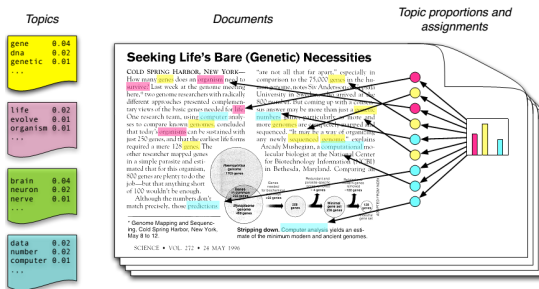 Topics
Documents
Topic proportions and
assignments
gene 0.04
dna 0.02
genetic 0.01
...
life 0.02
evolve 0.01
organism 0.01
...
brain 0.04
neuron 0.02
nerve 0.01
...
data 0.02
number 0.02
computer 0.01
...
Seeking Life's Bare (Genetic) Necessities
COLD SPRING HARBOR, NEW YORK—
How many genes does an organism need to
survive? Last week at the genome meeting
here,* two genome researchers with radically
different approaches presented complemen-
tary views of the basic genes needed for life.
One research team, using computer analy-
ses to compare known genomes, concluded
that today's organisms can be sustained with
just 250 genes, and that the earliest life forms
required a mere 128 genes. The
other researcher mapped genes
in a simple parasite and esti-
mated that for this organism,
800 genes are plenty to do the
job—but that anything short
of 100 wouldn't be enough.
Although the numbers don't
match precisely, those predictions
* Genome Mapping and Sequenc-
ing, Cold Spring Harbor, New York,
May 8 to 12.
"are not all that far apart," especially in
comparison to the 75,000 genes in the hu-
genome, notes Siv Andersson
University in Swed arrived at
800 number. But coming up with a
sus answer may be more than just a
numbers particularly more and
more genomes are mapped and
sequenced. "It may be a way of organizing
any newly sequenced genome," explains
Arcady Mushegian, a computational mo-
lecular biologist at the National Center
for Biotechnology Information (NCBI)
in Bethesda, Maryland. Comparing an
Haemophilus
genome
1703 genes
Mycoplasma
genome
Stripping down. Computer analysis yields an esti-
mate of the minimum modern and ancient genomes.
SCIENCE • VOL. 272 • 24 MAY 1996